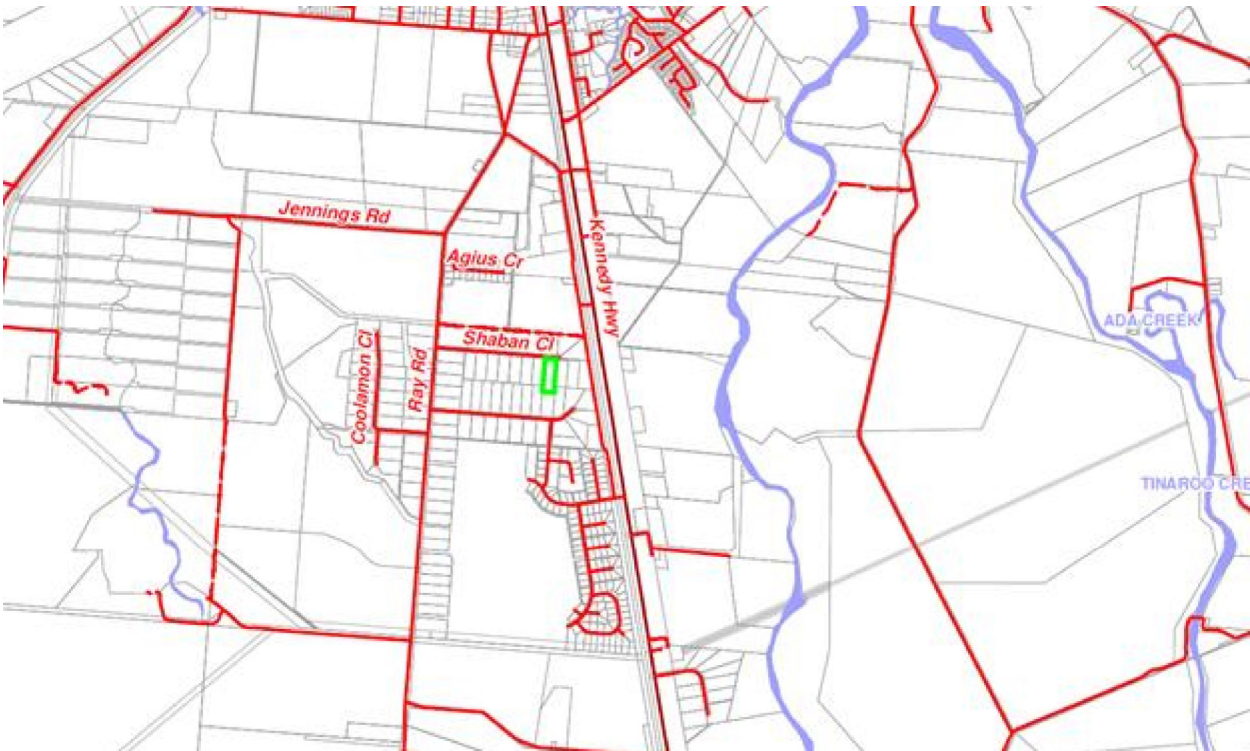 Jennings Rd
Kennedy Hwy
Agius Cr
ADA CREEK
Shaban Cl
Coolamon Cl
Ray Rd
TINAROO CRE